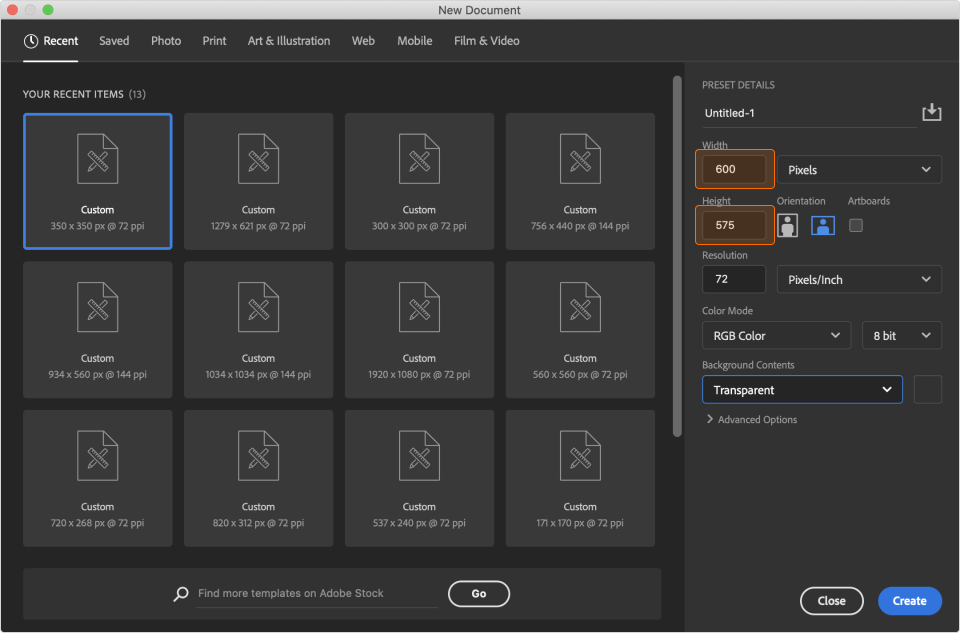 New Document
Recent Saved Photo Print Art & Illustration Web Mobile Film & Video
YOUR RECENT ITEMS (13)
Custom Custom Custom Custom
350 x 350 px @ 72 ppi 1279 x 621 px @ 72 ppi 300 x 300 px @ 72 ppi 756 x 440 px @ 144 ppi
Custom Custom Custom Custom
934 x 560 px @ 144 ppi 1034 x 1034 px @ 144 ppi 1920 x 1080 px @ 72 ppi 560 x 560 px @ 72 ppi
Custom Custom Custom Custom
720 x 268 px @ 72 ppi 820 x 312 px @ 72 ppi 537 x 240 px @ 72 ppi 171 x 170 px @ 72 ppi
Find more templates on Adobe Stock Go
PRESET DETAILS
Untitled-1
Width
600 Pixels
Height Orientation Artboards
575
Resolution
72 Pixels/Inch
Color Mode
RGB Color 8 bit
Background Contents
Transparent
Advanced Options
Close Create